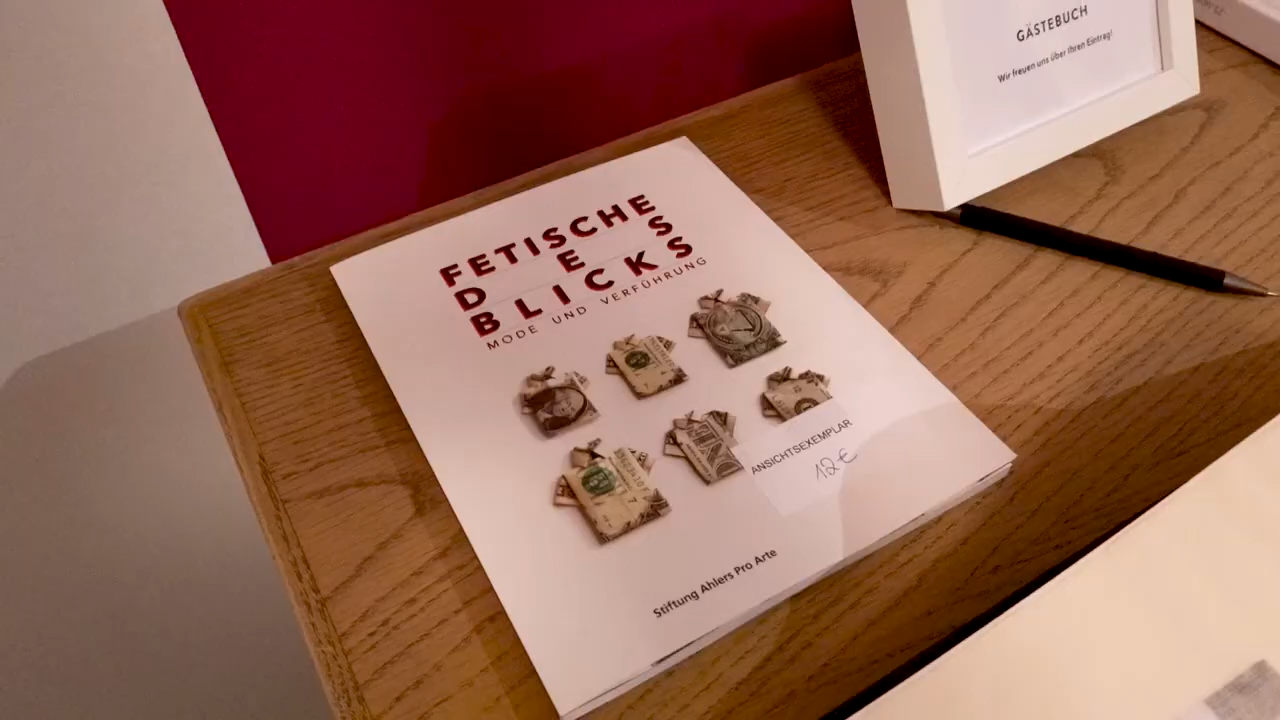 GÄSTEBUCH
Wir freuen uns über Ihren Eintrag!
FETISCHE
DES
BLICKS
MODE UND VERFÜHRUNG
ANSICHTSEXEMPLAR
12€
Stiftung Ahlers Pro Arte